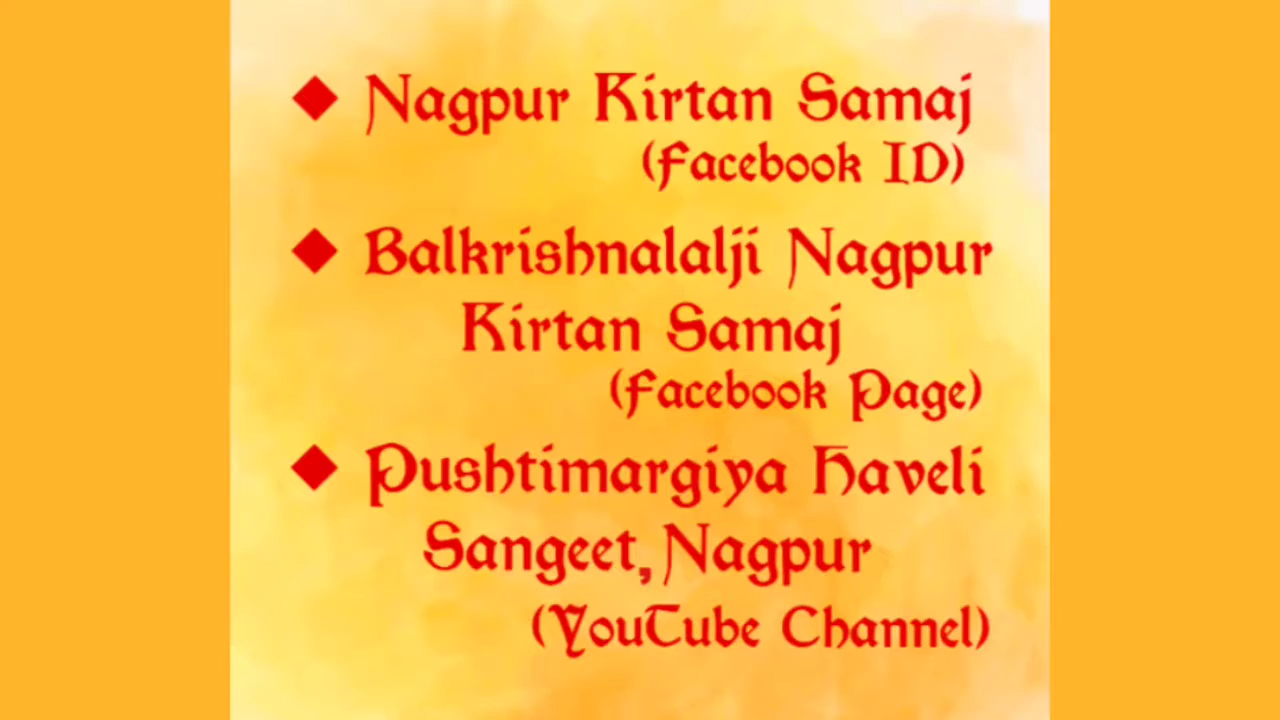 ◆ Nagpur Kirtan Samaj
(Facebook ID)
◆ Balkrishnalalji Nagpur
Kirtan Samaj
(Facebook Page)
◆ Pushtimargiya Haveli
Sangeet, Nagpur
(YouTube Channel)